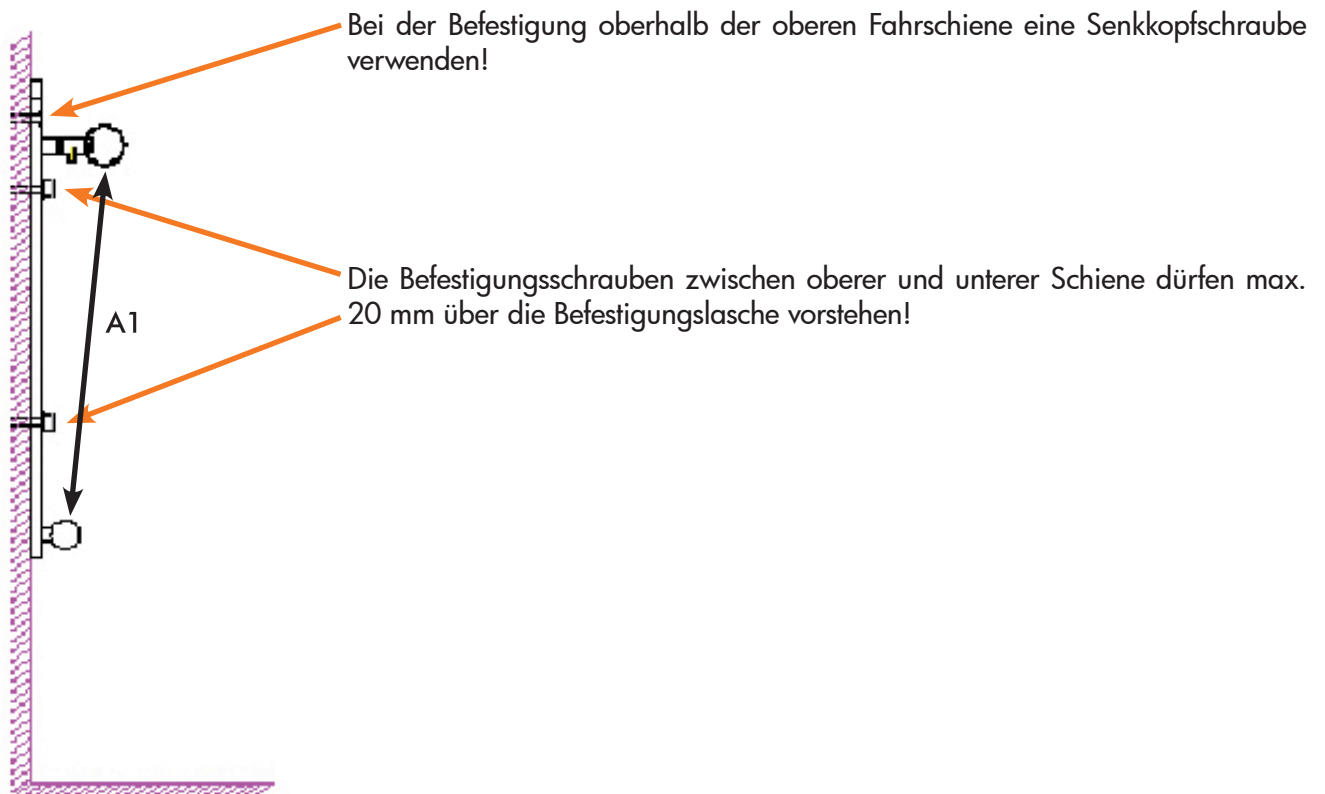 Bei der Befestigung oberhalb der oberen Fahrschiene eine Senkkopfschraube
verwenden!
Die Befestigungsschrauben zwischen oberer und unterer Schiene dürfen max.
20 mm über die Befestigungslasche vorstehen!
A1